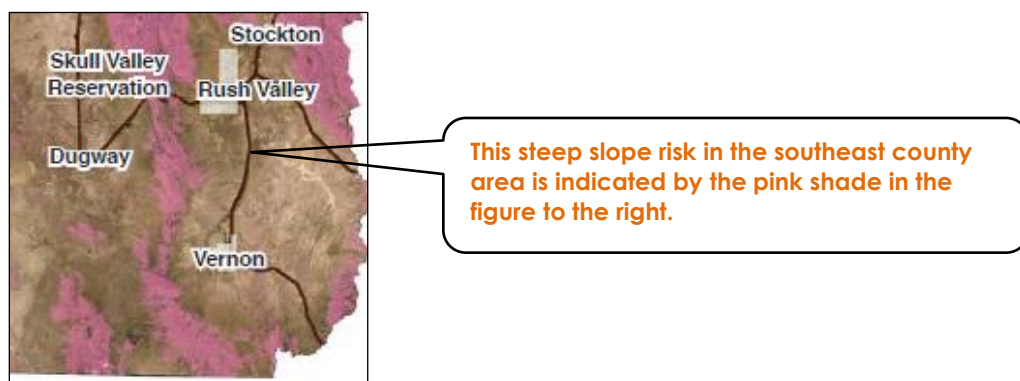 Stockton
Skull Valley
Reservation
Rush Valley
Dugway
Vernon
This steep slope risk in the southeast county
area is indicated by the pink shade in the
figure to the right.